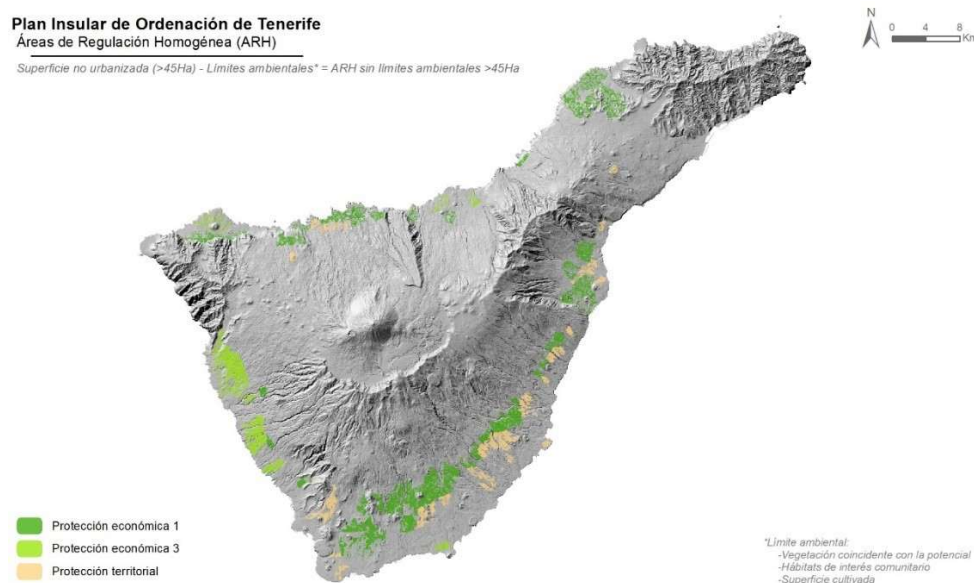 Plan Insular de Ordenación de Tenerife
Áreas de Regulación Homogénea (ARH)
Superficie no urbanizada (>45Ha) - Límites ambientales* = ARH sin límites ambientales >45Ha
N
0 4 8
Km
Protección económica 1
Protección económica 3
Protección territorial
*Límite ambiental:
-Vegetación coincidente con la potencial
-Hábitats de interés comunitario
-Superficie cultivada